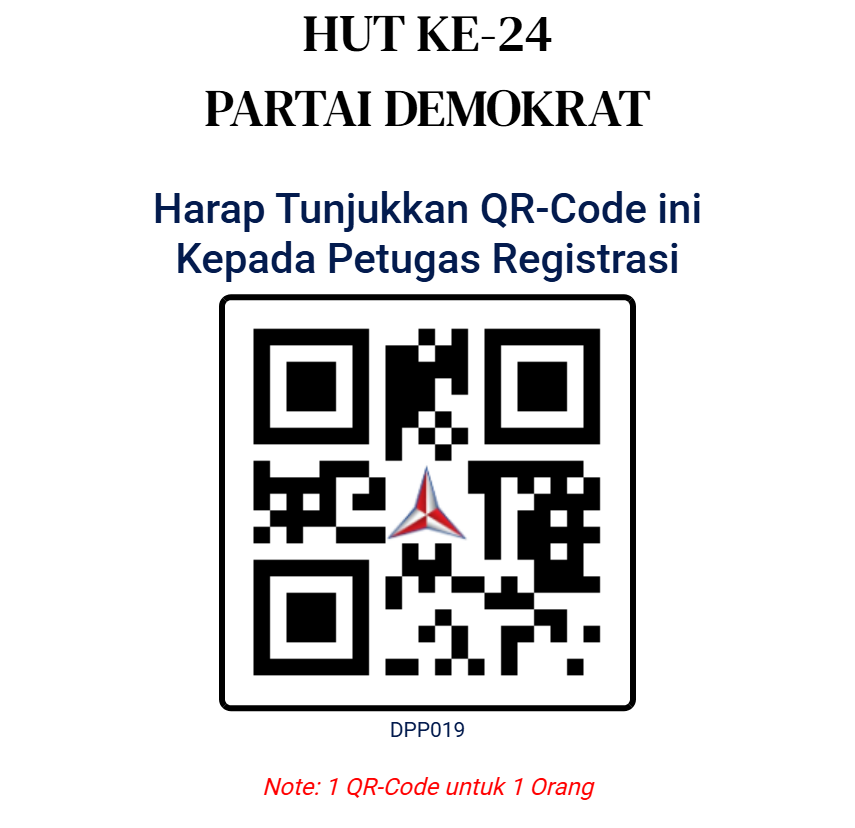 HUT KE-24
PARTAI DEMOKRAT
Harap Tunjukkan QR-Code ini
Kepada Petugas Registrasi
DPP019
Note: 1 QR-Code untuk 1 Orang